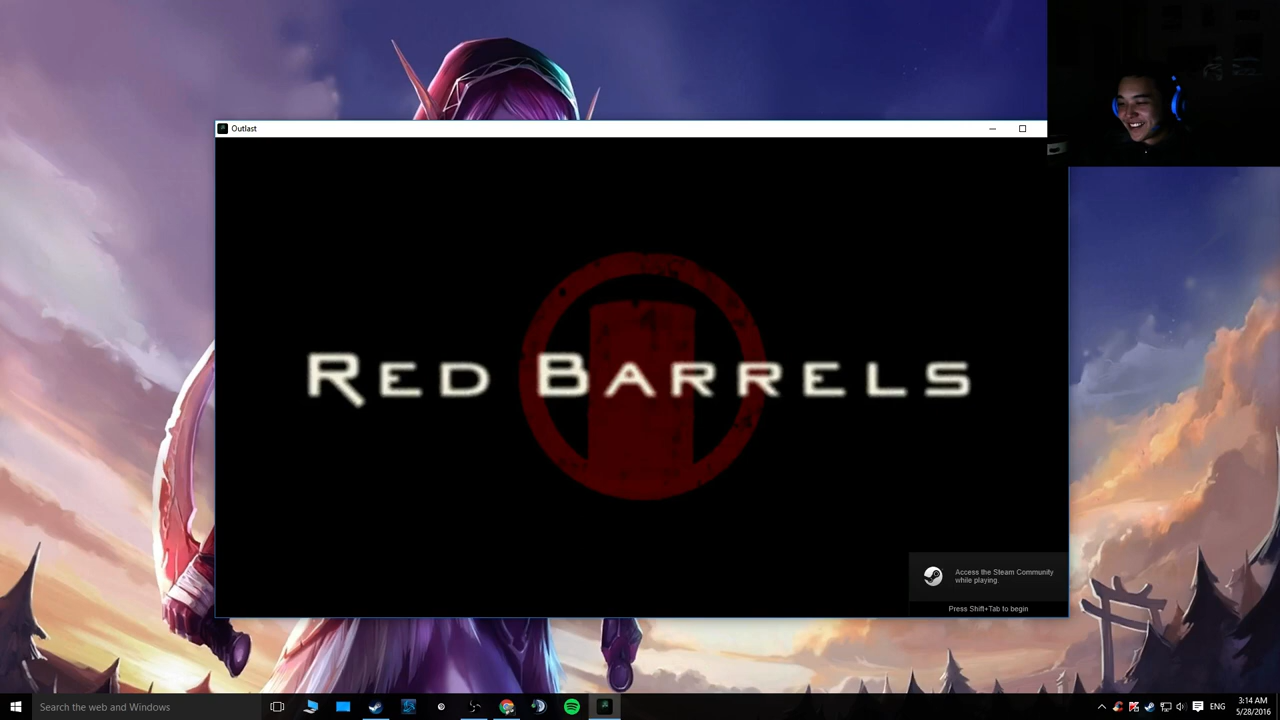 Outlast
RED BARRELS
Access the Steam Community
while playing.
Press Shift+Tab to begin
Search the web and Windows
ENG
3:14 AM
5/28/2016